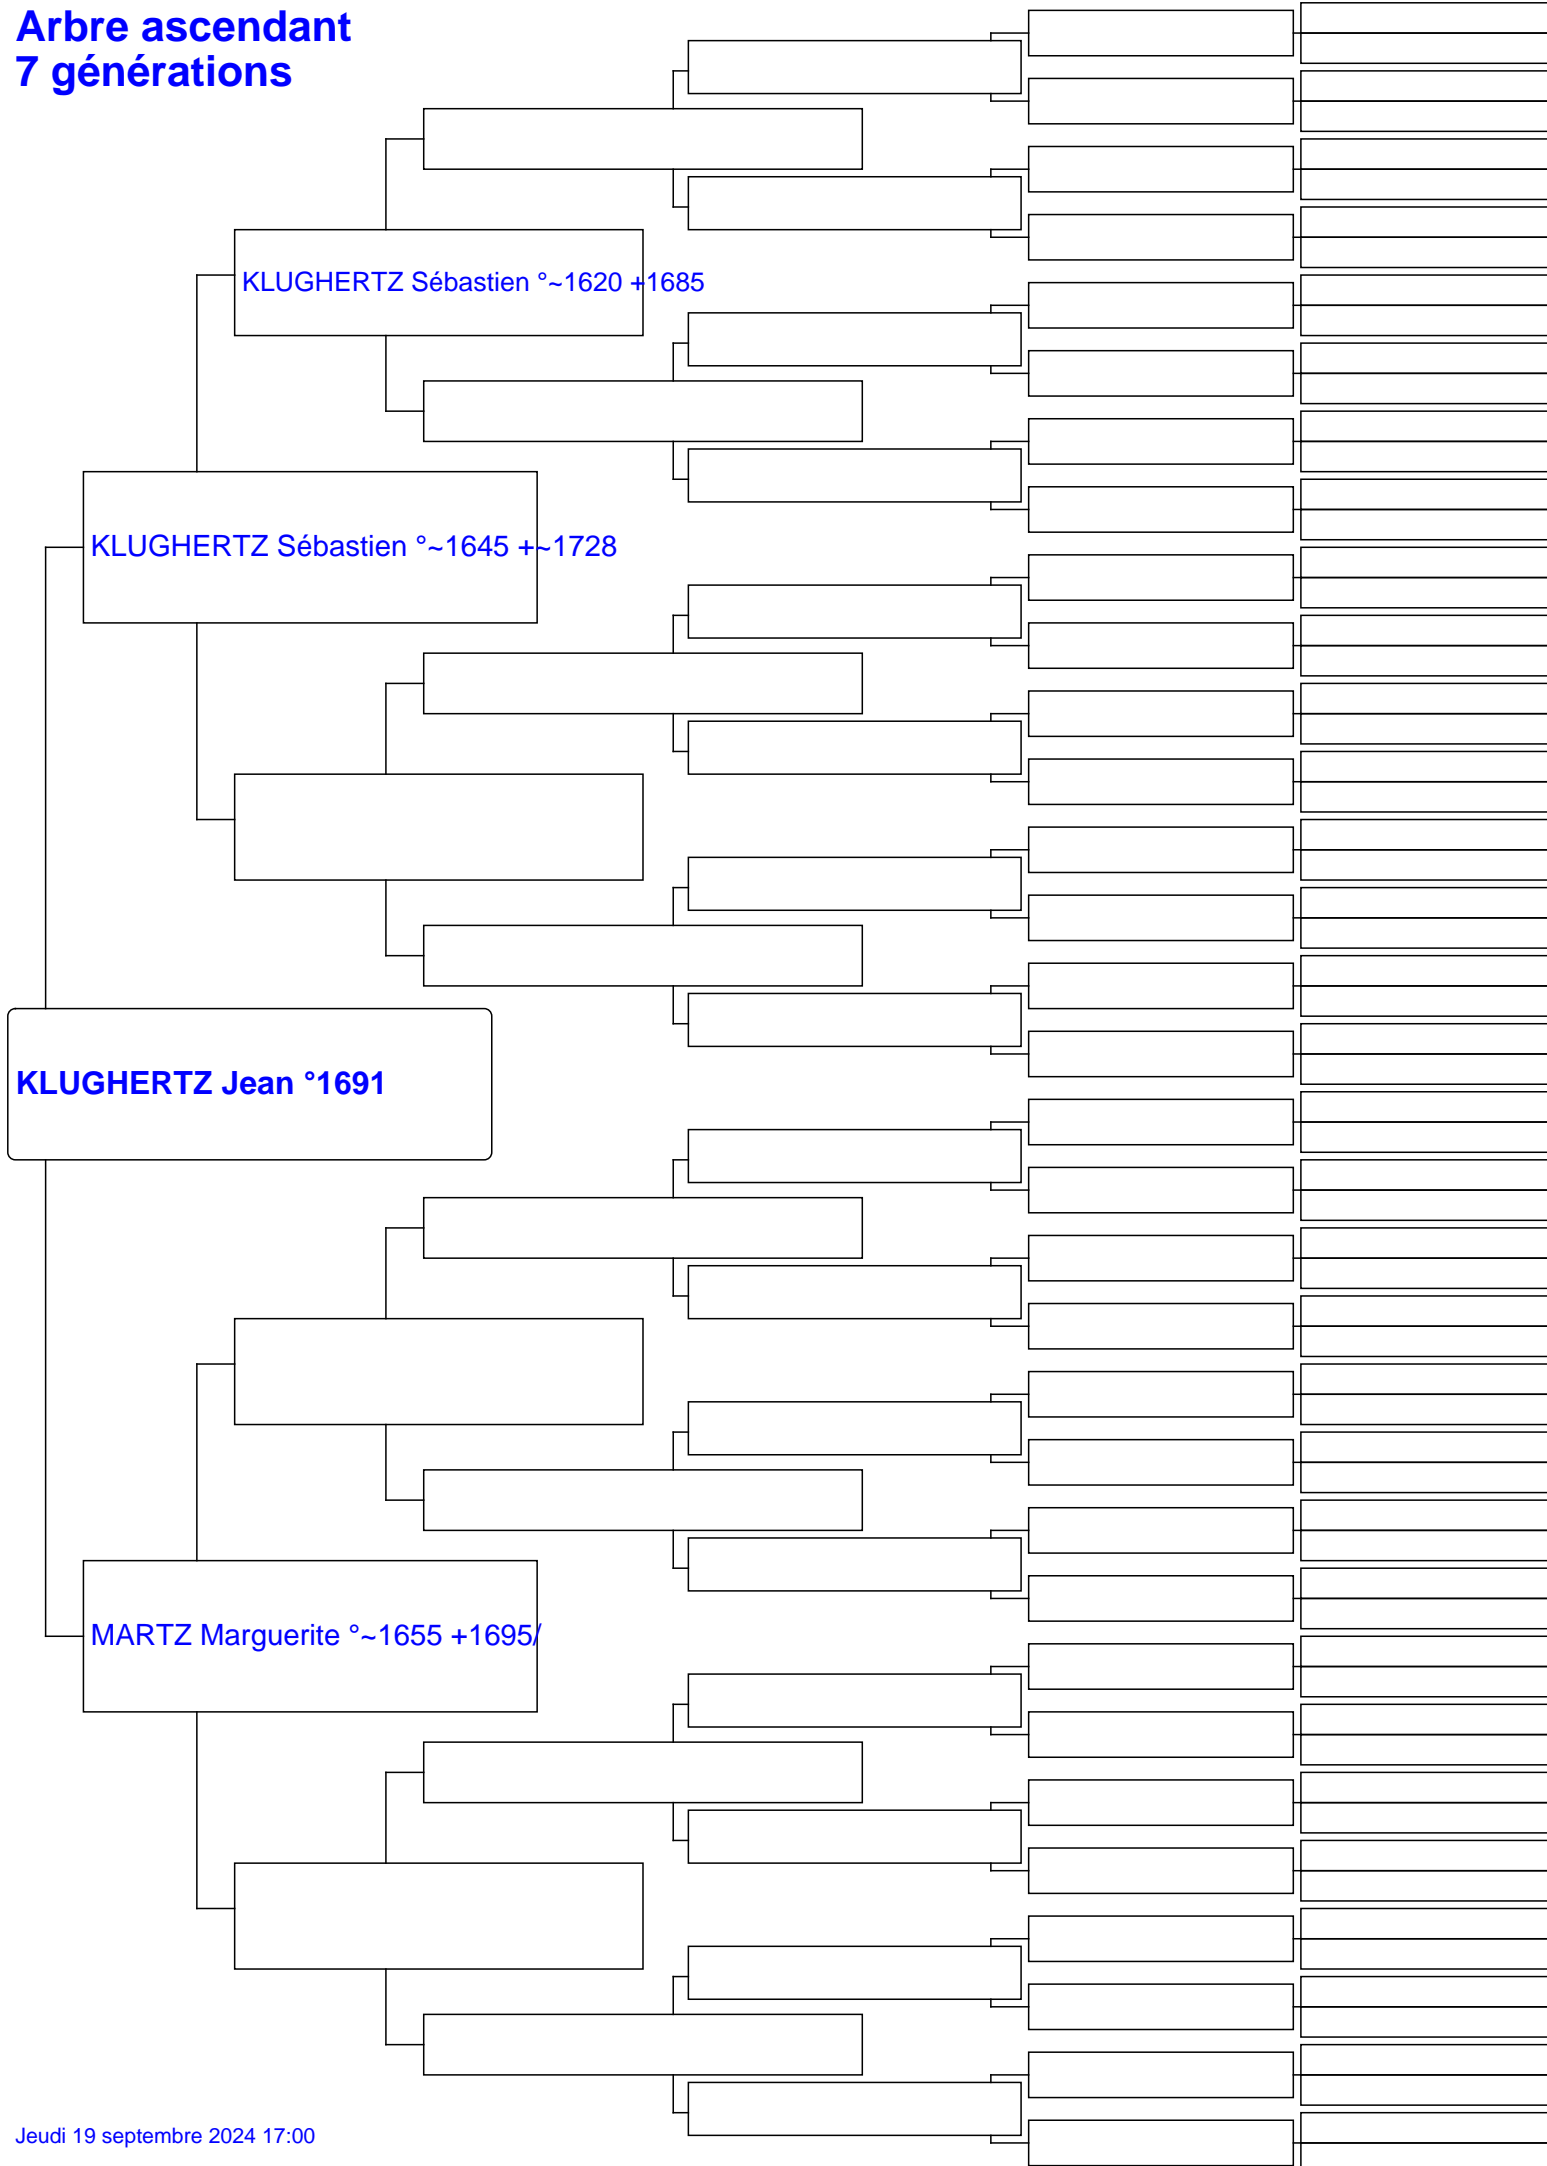 Arbre ascendant
7 générations
KLUGHERTZ Sébastien °~1620 +1685
KLUGHERTZ Sébastien °~1645 +~1728
KLUGHERTZ Jean °1691
MARTZ Marguerite °~1655 +1695/
Jeudi 19 septembre 2024 17:00